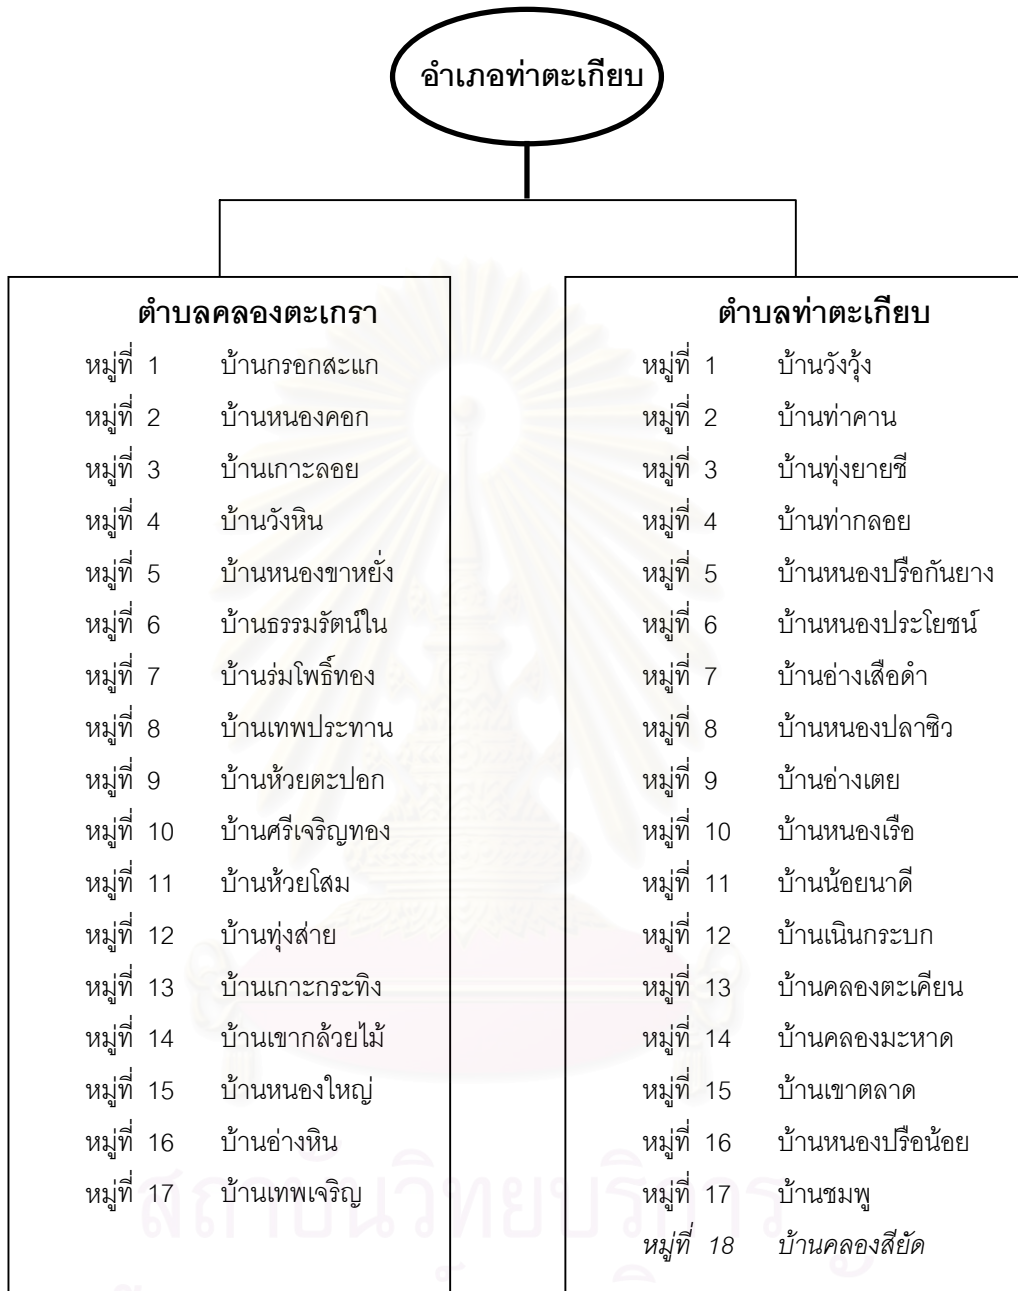 อำเภอท่าตะเกียบ
ตำบลคลองตะเกรา
หมู่ที่ 1 บ้านกรอกสะแก
หมู่ที่ 2 บ้านหนองคอก
หมู่ที่ 3 บ้านเกาะลอย
หมู่ที่ 4 บ้านวังหิน
หมู่ที่ 5 บ้านหนองขาหยั่ง
หมู่ที่ 6 บ้านธรรมรัตน์ใน
หมู่ที่ 7 บ้านร่มโพธิ์ทอง
หมู่ที่ 8 บ้านเทพประทาน
หมู่ที่ 9 บ้านห้วยตะปอก
หมู่ที่ 10 บ้านศรีเจริญทอง
หมู่ที่ 11 บ้านห้วยโสม
หมู่ที่ 12 บ้านทุ่งส่าย
หมู่ที่ 13 บ้านเกาะกระทิง
หมู่ที่ 14 บ้านเขากล้วยไม้
หมู่ที่ 15 บ้านหนองใหญ่
หมู่ที่ 16 บ้านอ่างหิน
หมู่ที่ 17 บ้านเทพเจริญ
ตำบลท่าตะเกียบ
หมู่ที่ 1 บ้านวังวุ้ง
หมู่ที่ 2 บ้านท่าคาน
หมู่ที่ 3 บ้านทุ่งยายชี
หมู่ที่ 4 บ้านท่ากลอย
หมู่ที่ 5 บ้านหนองปรือกันยาง
หมู่ที่ 6 บ้านหนองประโยชน์
หมู่ที่ 7 บ้านอ่างเสือดำ
หมู่ที่ 8 บ้านหนองปลาซิว
หมู่ที่ 9 บ้านอ่างเตย
หมู่ที่ 10 บ้านหนองเรือ
หมู่ที่ 11 บ้านน้อยนาดี
หมู่ที่ 12 บ้านเนินกระบก
หมู่ที่ 13 บ้านคลองตะเคียน
หมู่ที่ 14 บ้านคลองมะหาด
หมู่ที่ 15 บ้านเขาตลาด
หมู่ที่ 16 บ้านหนองปรือน้อย
หมู่ที่ 17 บ้านชมพู
หมู่ที่ 18 บ้านคลองสียัด
สถาบันวิทยบริการ